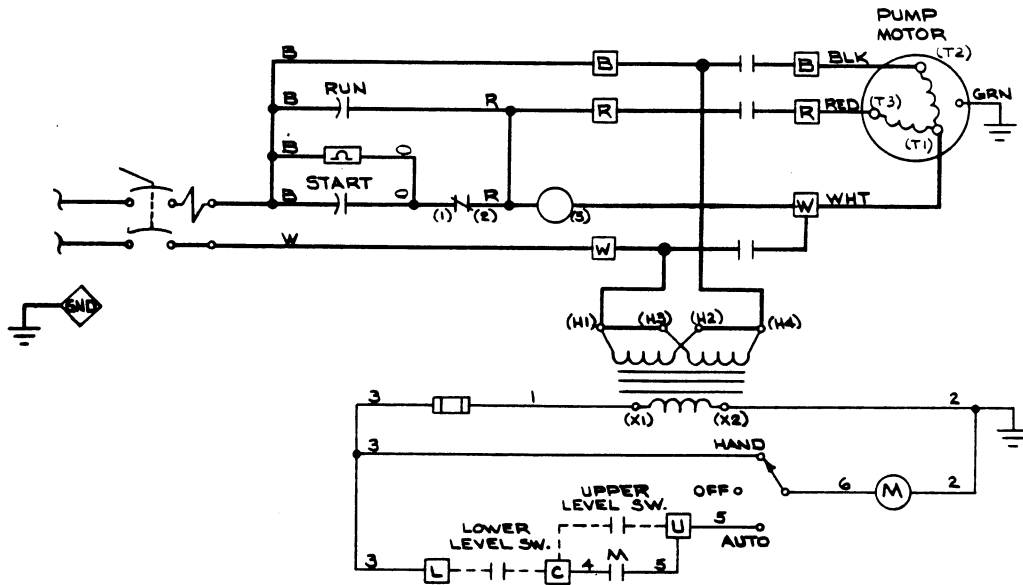 PUMP
MOTOR
B
B
BLK
(T2)
B
RUN
R
R
R
RED
(T3)
GRN
(T1)
B
O
START
B
O
(1)
(2)
R
(5)
W
WHT
W
W
GND
(H1)
(H3)
(H2)
(H4)
3
1
(X1)
(X2)
2
3
HAND
6
M
2
OFF
UPPER
LEVEL SW.
U
5
AUTO
LOWER
LEVEL SW.
3
L
C
4
M
5